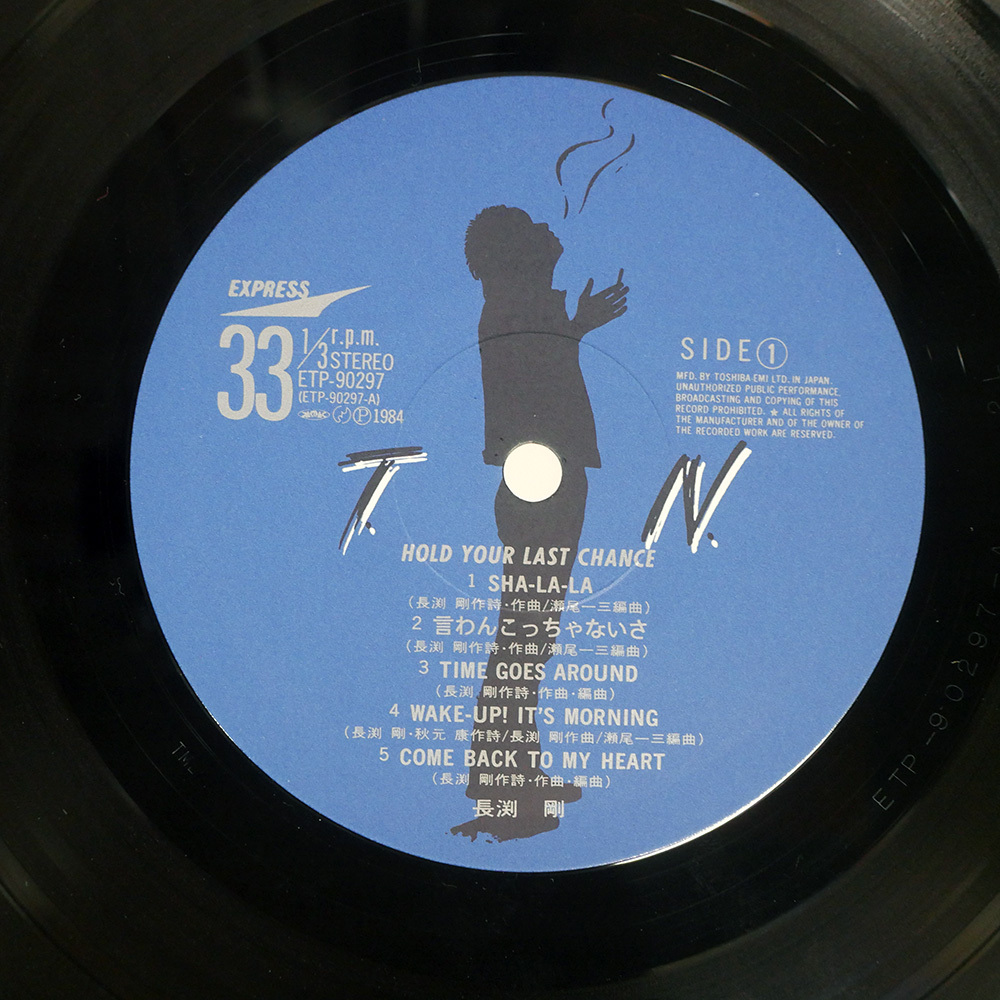 EXPRESS
33 1/3 r.p.m.
STEREO
ETP-90297
(ETP-90297-A)
Ⓟ1984
SIDE①
MFD. BY TOSHIBA-EMI LTD. IN JAPAN.
UNAUTHORIZED PUBLIC PERFORMANCE,
BROADCASTING AND COPYING OF THIS
RECORD PROHIBITED. ★ ALL RIGHTS OF
THE MANUFACTURER AND OF THE OWNER OF
THE RECORDED WORK ARE RESERVED.
T. N.
HOLD YOUR LAST CHANCE
1 SHA-LA-LA
(長渕 剛作詩・作曲/瀬尾一三編曲)
2 言わんこっちゃないさ
(長渕 剛作詩・作曲/瀬尾一三編曲)
3 TIME GOES AROUND
(長渕 剛作詩・作曲・編曲)
4 WAKE-UP! IT'S MORNING
(長渕 剛・秋元 康作詩/長渕 剛作曲/瀬尾一三編曲)
5 COME BACK TO MY HEART
(長渕 剛作詩・作曲・編曲)
長渕 剛
ETP-90297